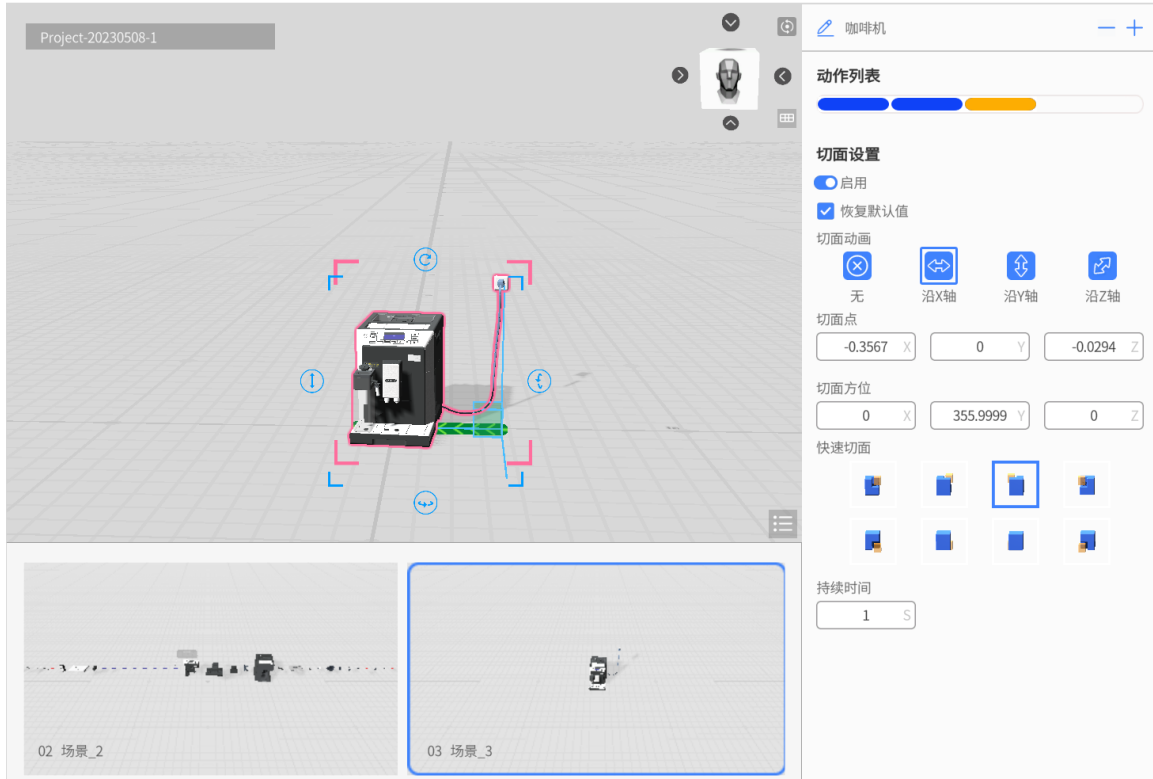 Project-20230508-1
咖啡机
动作列表
切面设置
启用
恢复默认值
切面动画
无 沿X轴 沿Y轴 沿Z轴
切面点
-0.3567 X 0 Y -0.0294 Z
切面方位
0 X 355.9999 Y 0 Z
快速切面
持续时间
1 S
02 场景_2
03 场景_3